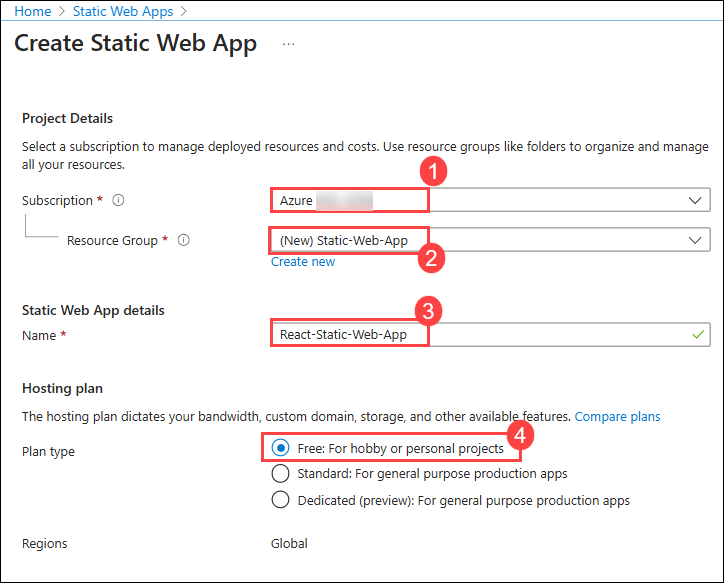 Home > Static Web Apps >
Create Static Web App ...
Project Details
Select a subscription to manage deployed resources and costs. Use resource groups like folders to organize and manage
all your resources.
1
Subscription *
Azure
Resource Group *
(New) Static-Web-App
2
Create new
Static Web App details
3
Name *
React-Static-Web-App
Hosting plan
The hosting plan dictates your bandwidth, custom domain, storage, and other available features. Compare plans
4
Plan type
Free: For hobby or personal projects
Standard: For general purpose production apps
Dedicated (preview): For general purpose production apps
Regions
Global